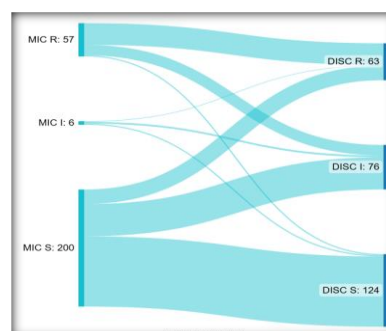 MIC R: 57
DISC R: 63
MIC I: 6
DISC I: 76
MIC S: 200
DISC S: 124